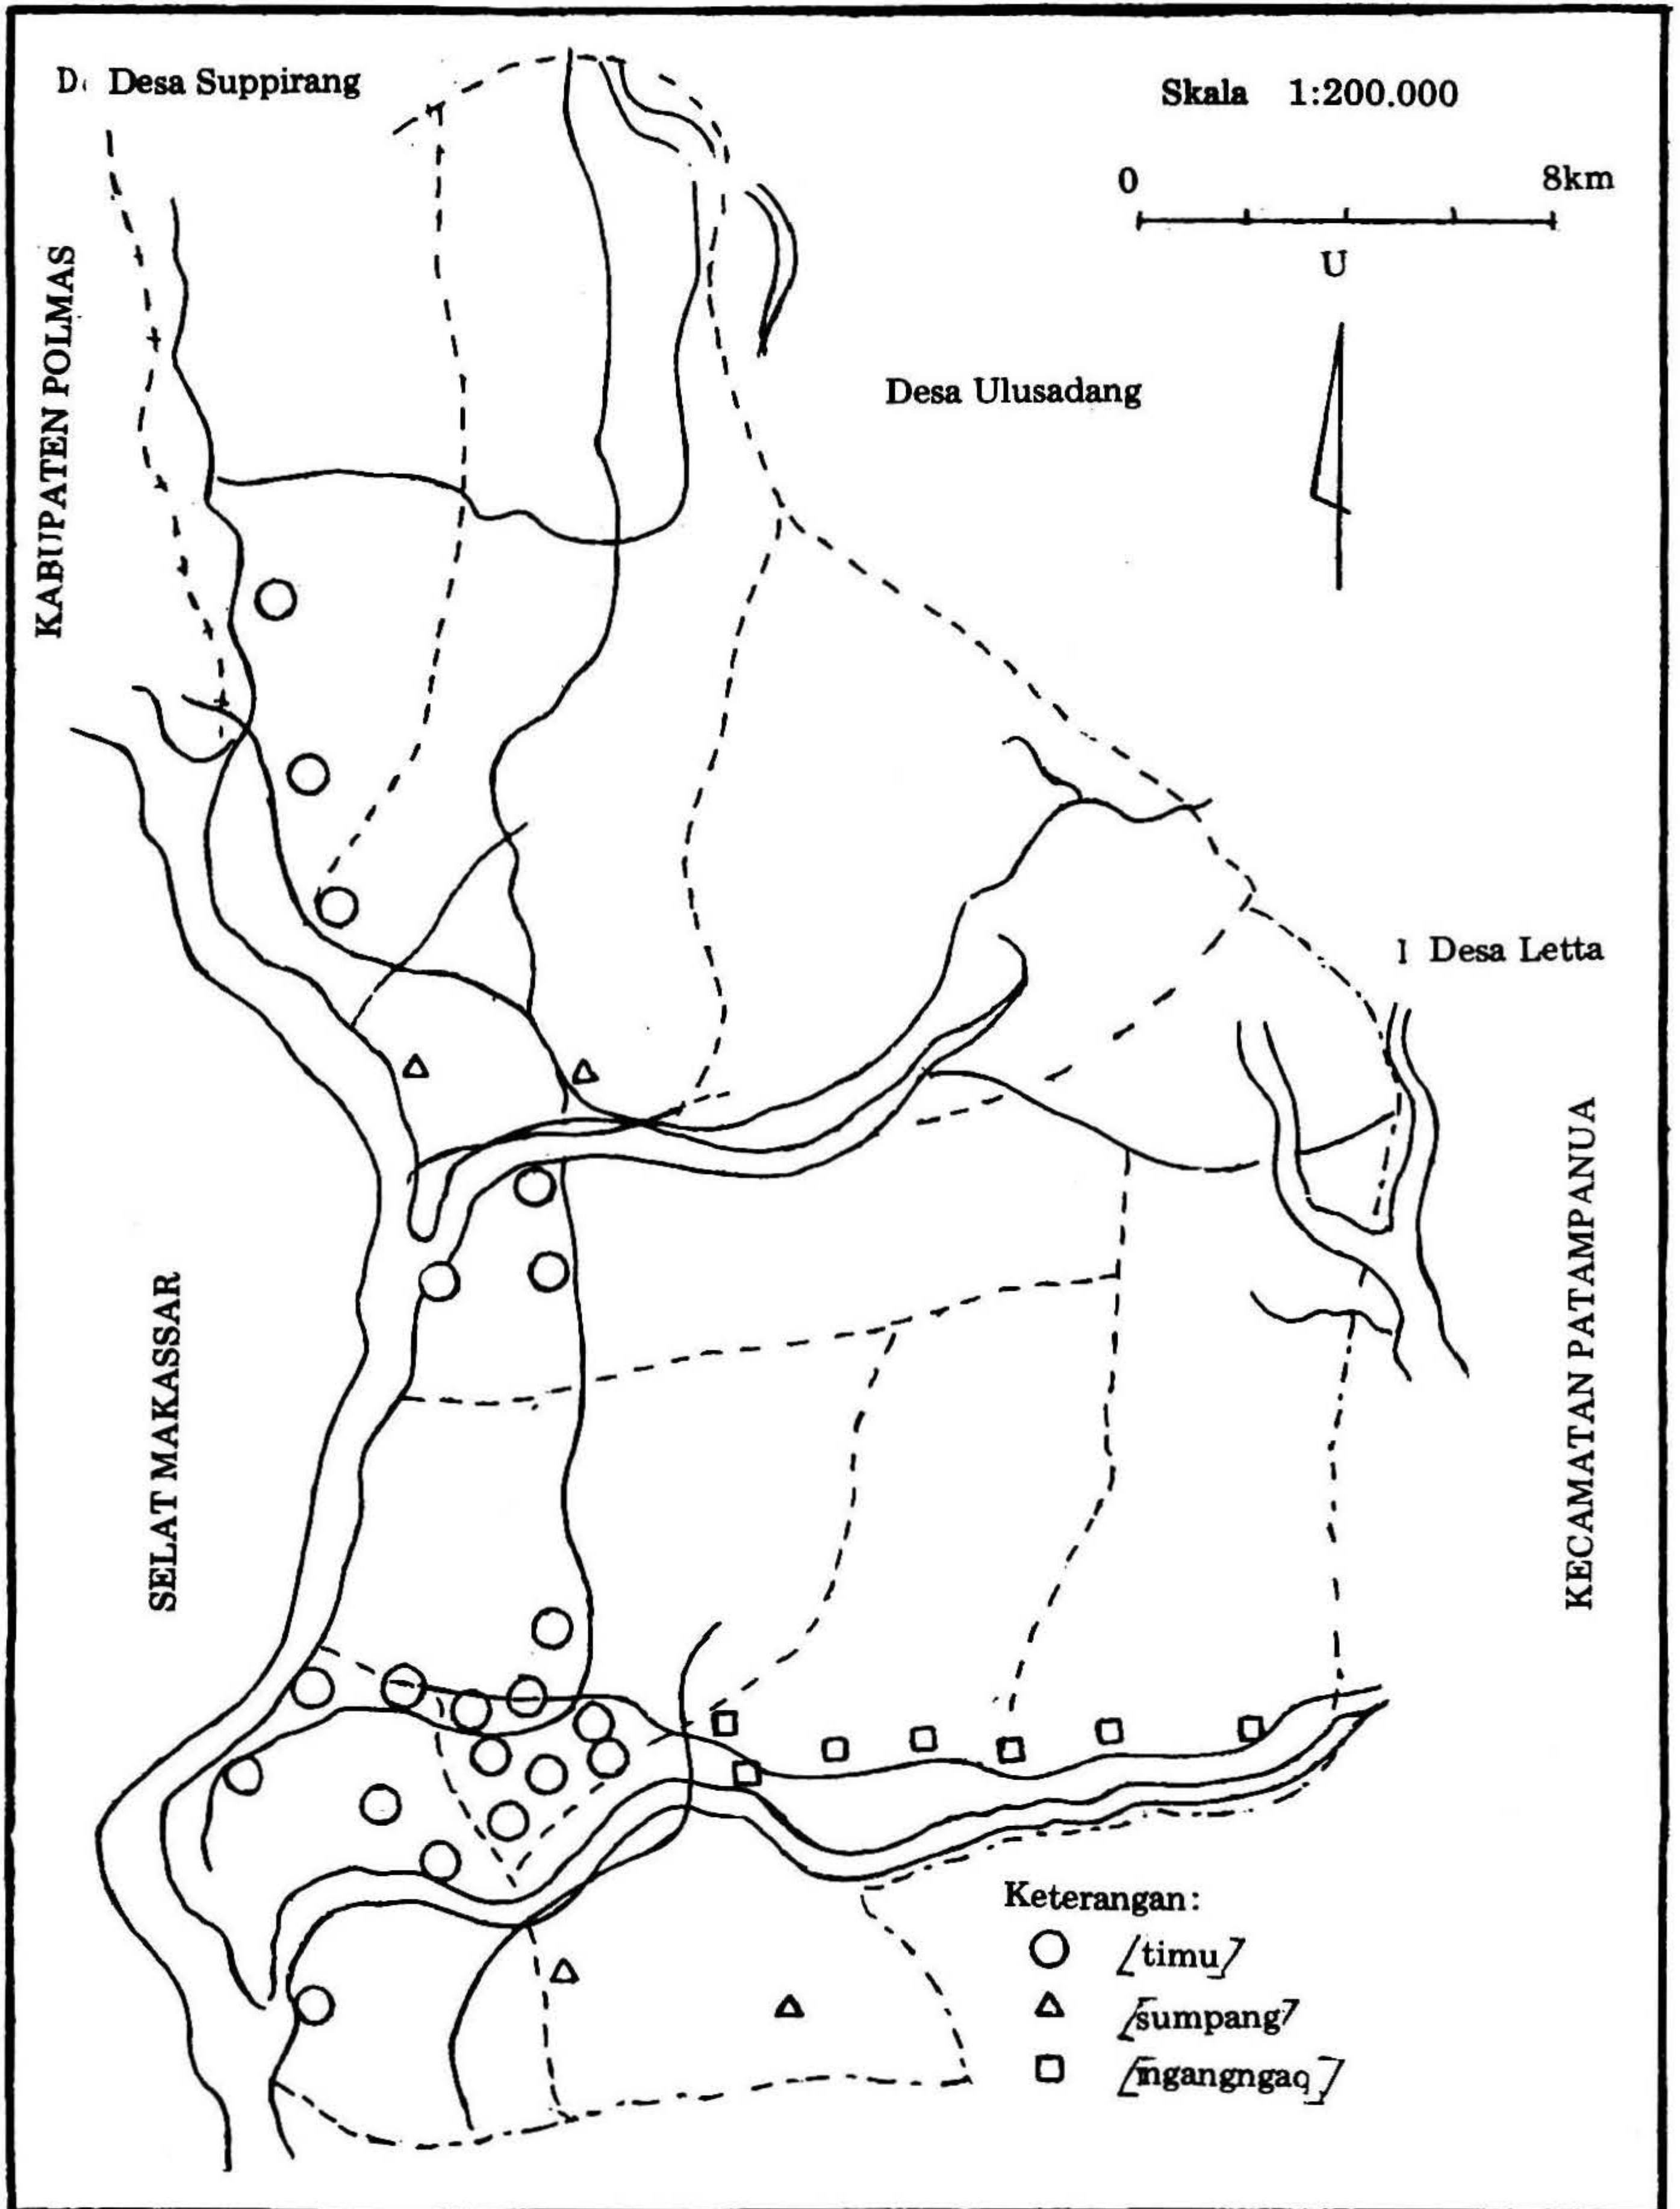 Desa Suppirang
Skala 1:200.000
0 8km
U
KABUPATEN POLMAS
Desa Ulusadang
Desa Letta
SELAT MAKASSAR
KECAMATAN PATAMPANUA
Keterangan:
[timu]
[sumpang]
[ngangngaq]